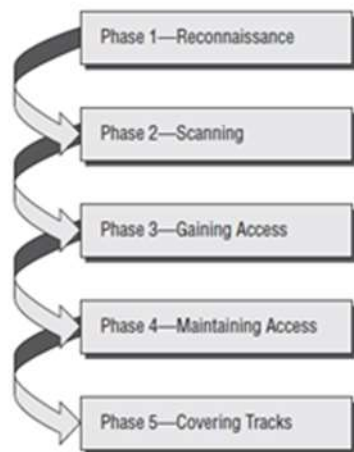 Phase 1—Reconnaissance
Phase 2—Scanning
Phase 3—Gaining Access
Phase 4—Maintaining Access
Phase 5—Covering Tracks